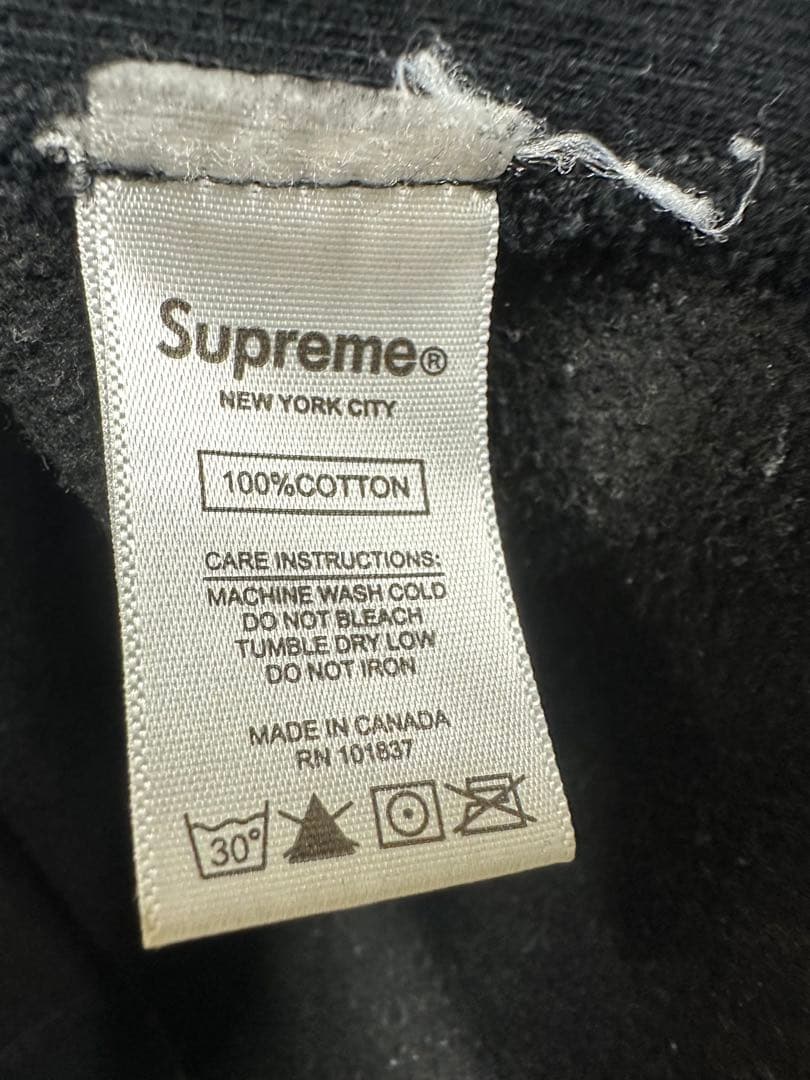 Supreme®
NEW YORK CITY
100%COTTON
CARE INSTRUCTIONS:
MACHINE WASH COLD
DO NOT BLEACH
TUMBLE DRY LOW
DO NOT IRON
MADE IN CANADA
RN 101837
30°